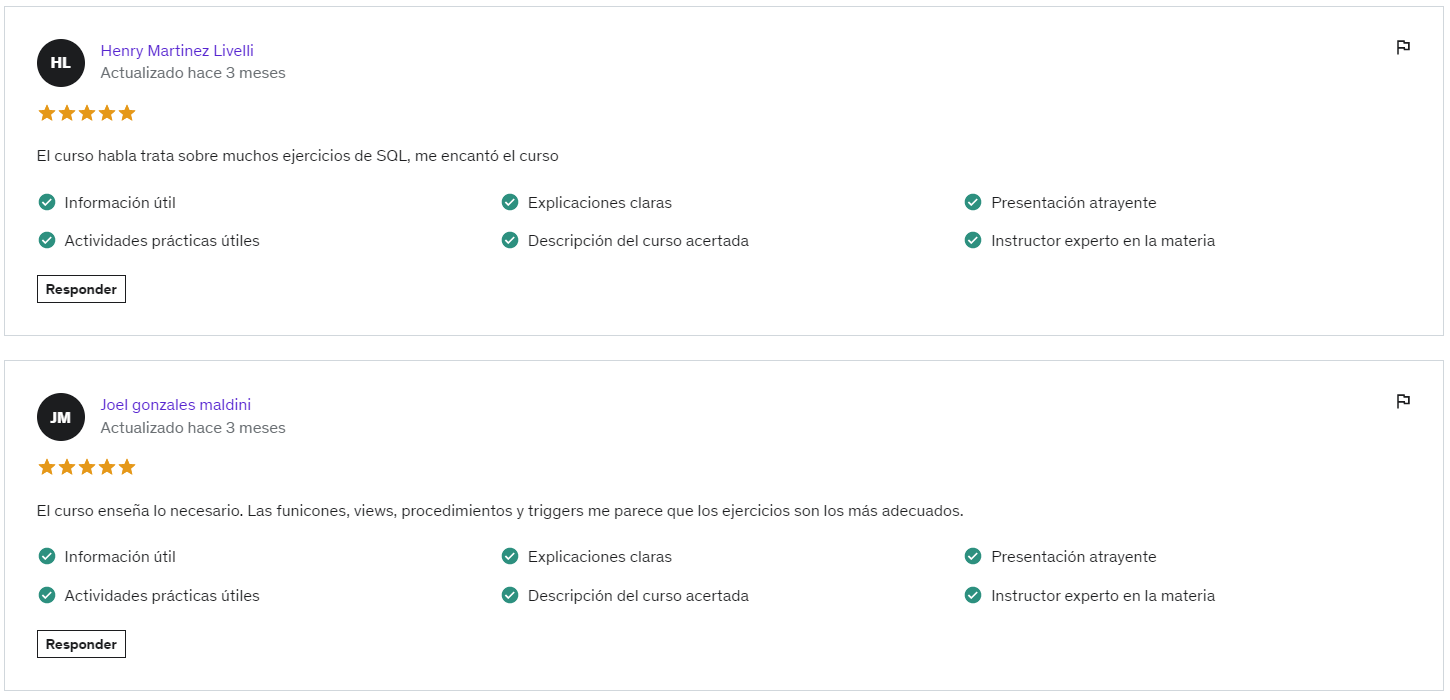 HL
Henry Martinez Livelli
Actualizado hace 3 meses
El curso habla trata sobre muchos ejercicios de SQL, me encantó el curso
Información útil
Explicaciones claras
Presentación atrayente
Actividades prácticas útiles
Descripción del curso acertada
Instructor experto en la materia
Responder
JM
Joel gonzales maldini
Actualizado hace 3 meses
El curso enseña lo necesario. Las funicones, views, procedimientos y triggers me parece que los ejercicios son los más adecuados.
Información útil
Explicaciones claras
Presentación atrayente
Actividades prácticas útiles
Descripción del curso acertada
Instructor experto en la materia
Responder